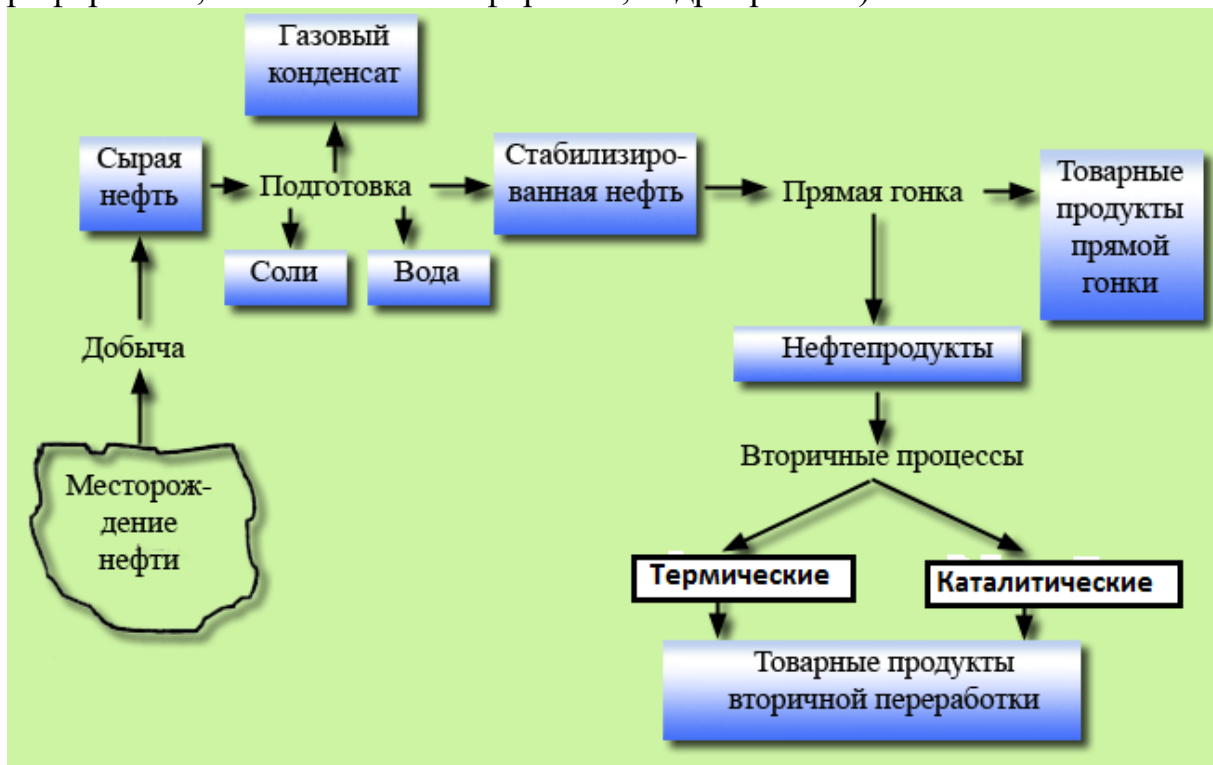 Газовый
конденсат
Сырая
нефть
Подготовка
Стабилизиро-
ванная нефть
Прямая гонка
Товарные
продукты
прямой
гонки
Соли
Вода
Добыча
Нефтепродукты
Месторож-
дение
нефти
Вторичные процессы
Термические
Каталитические
Товарные продукты
вторичной переработки